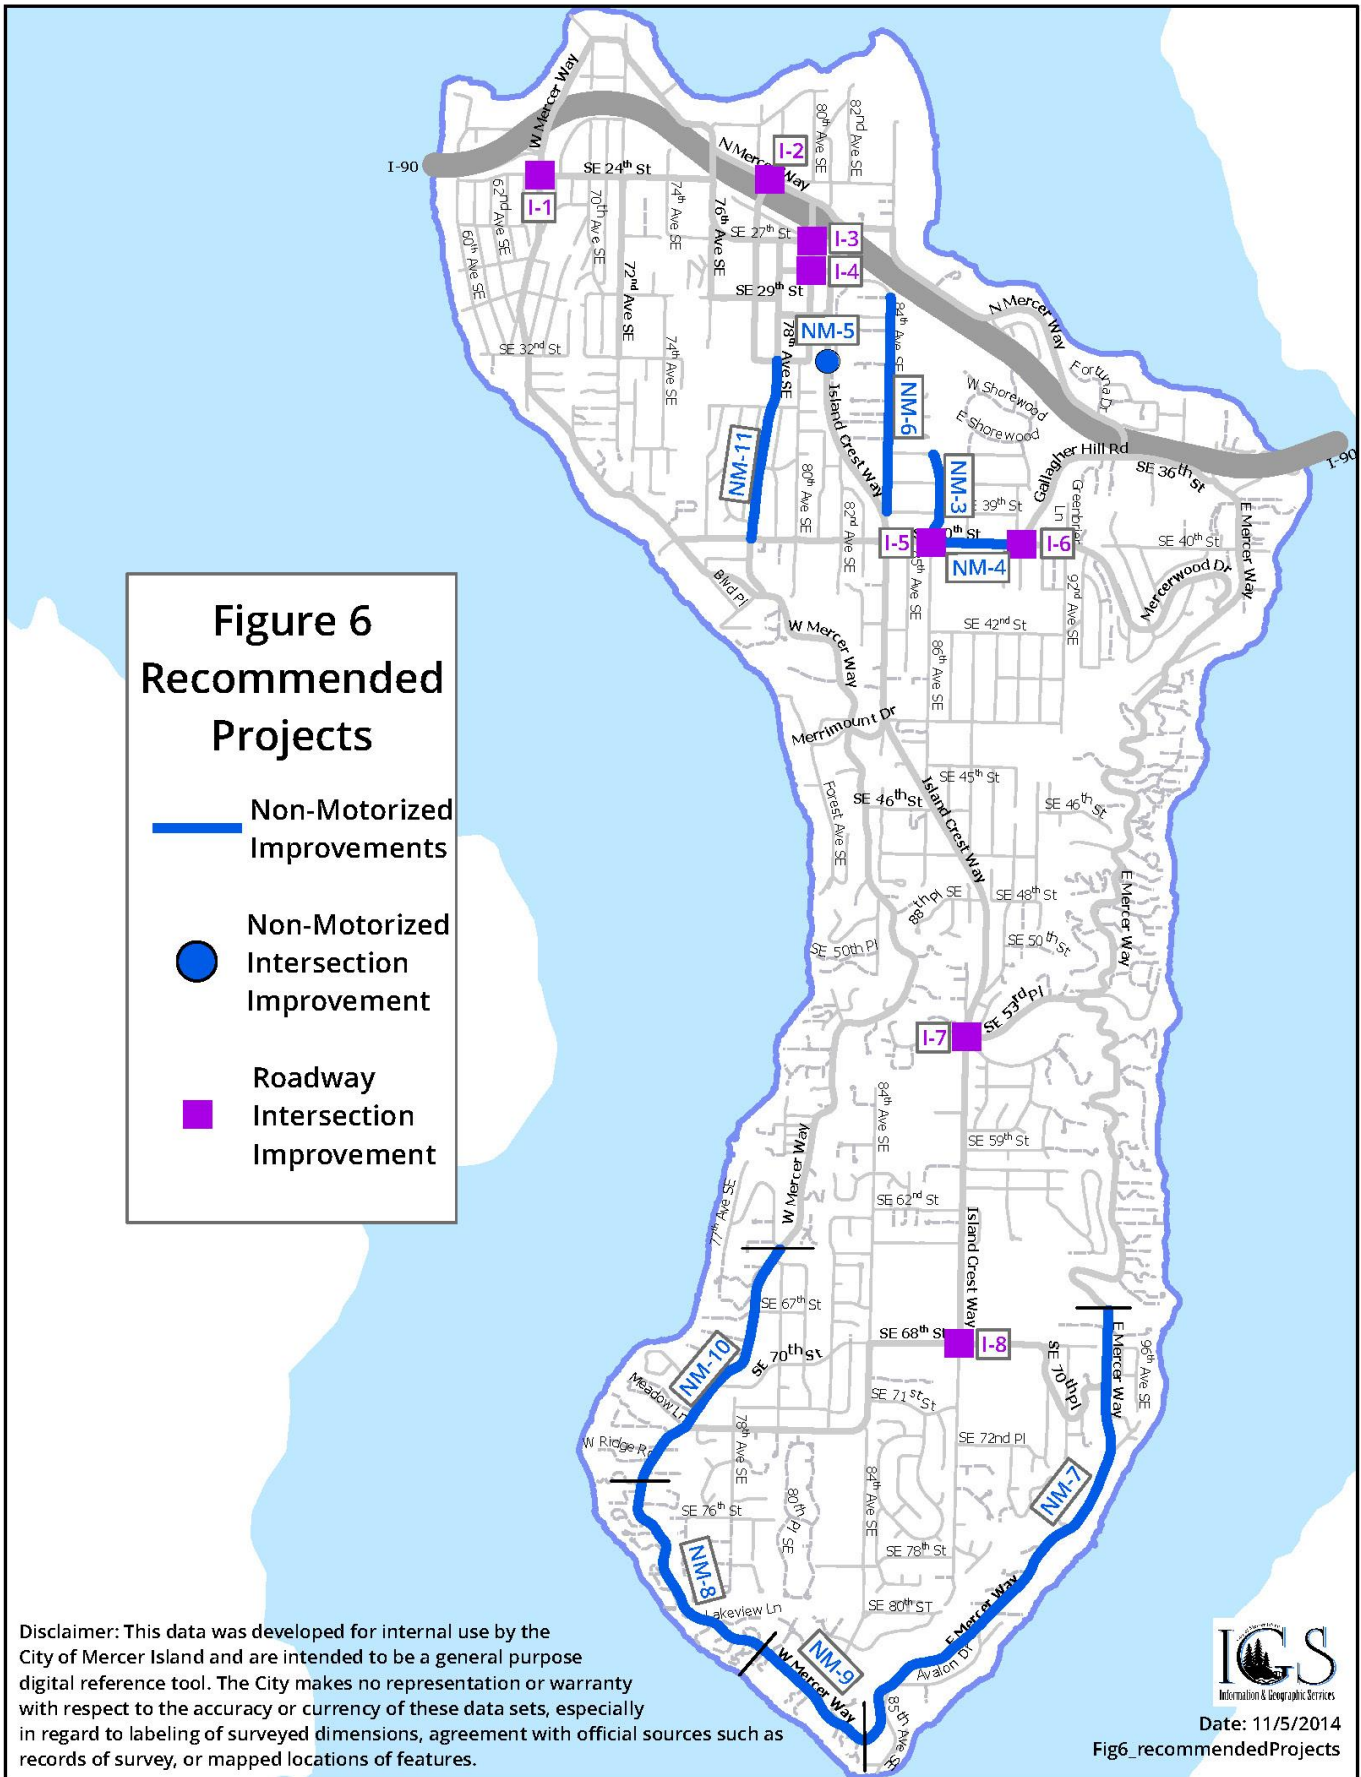 W Mercer Way
I-90
SE 24th St
I-1
62nd Ave SE
60th Ave SE
70th Ave SE
72nd Ave SE
74th Ave SE
76th Ave SE
N Mercer Way
I-2
80th Ave SE
82nd Ave SE
SE 27th St
I-3
I-4
SE 29th St
NM-5
78th Ave SE
84th Ave SE
NM-6
N Mercer Way
Fortuna Dr
W Shorewood
E Shorewood
SE 32nd St
74th Ave SE
Island Crest Way
NM-11
80th Ave SE
82nd Ave SE
NM-3
39th St
Gallagher Hill Rd
SE 36th St
I-90
Greenbrier Ln
E Mercer Way
I-5
I-6
SE 40th St
NM-4
Mercerwood Dr
92nd Ave SE
SE 42nd St
86th Ave SE
Blvd Pl
W Mercer Way
Merrimount Dr
Figure 6
Recommended
Projects
Non-Motorized
Improvements
Non-Motorized
Intersection
Improvement
Roadway
Intersection
Improvement
SE 45th St
SE 46th St
SE 46th St
Forest Ave SE
Island Crest Way
88th Pl SE
SE 48th St
E Mercer Way
SE 50th Pl
SE 50th St
SE 53rd Pl
I-7
84th Ave SE
SE 59th St
W Mercer Way
77th Ave SE
SE 62nd St
Island Crest Way
SE 67th St
SE 68th St
I-8
E Mercer Way
96th Ave SE
SE 70th St
SE 70th Pl
NM-10
Meadow Ln
SE 71st St
W Ridge Rd
78th Ave SE
SE 72nd Pl
84th Ave SE
NM-7
SE 76th St
80th Pl SE
NM-8
SE 78th St
Lakeview Ln
SE 80th ST
E Mercer Way
NM-9
W Mercer Way
Avalon Dr
85th Ave SE
Disclaimer: This data was developed for internal use by the
City of Mercer Island and are intended to be a general purpose
digital reference tool. The City makes no representation or warranty
with respect to the accuracy or currency of these data sets, especially
in regard to labeling of surveyed dimensions, agreement with official sources such as
records of survey, or mapped locations of features.
IGS
Information & Geographic Services
Date: 11/5/2014
Fig6_recommendedProjects